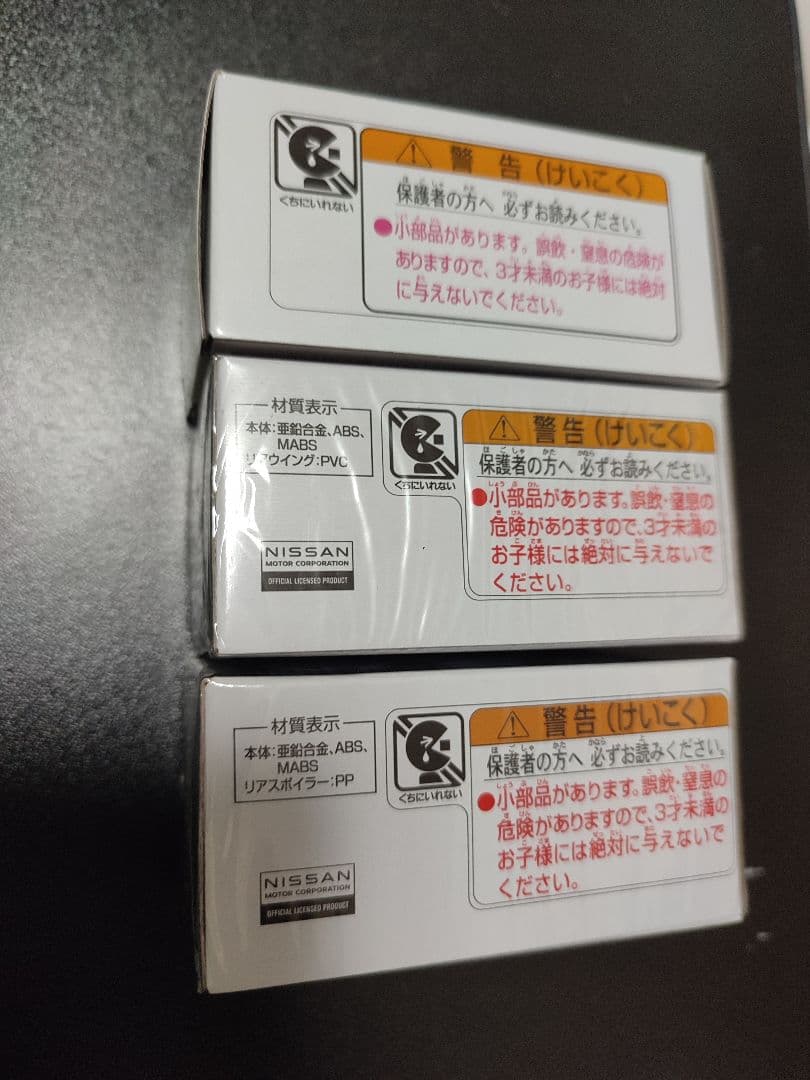 警告(けいこく)
くちにいれない
保護者の方へ 必ずお読みください。
●小部品があります。誤飲・窒息の危険が
ありますので、3才未満のお子様には絶対
に与えないでください。
材質表示
本体:亜鉛合金、ABS、
MABS
リアウイング:PVC
NISSAN
MOTOR CORPORATION
OFFICIAL LICENSED PRODUCT
くちにいれない
警告(けいこく)
保護者の方へ 必ずお読みください。
●小部品があります。誤飲・窒息の
危険がありますので、3才未満の
お子様には絶対に与えないで
ください。
材質表示
本体:亜鉛合金、ABS、
MABS
リアスポイラー:PP
NISSAN
MOTOR CORPORATION
OFFICIAL LICENSED PRODUCT
くちにいれない
警告(けいこく)
保護者の方へ 必ずお読みください。
●小部品があります。誤飲・窒息の
危険がありますので、3才未満の
お子様には絶対に与えないで
ください。